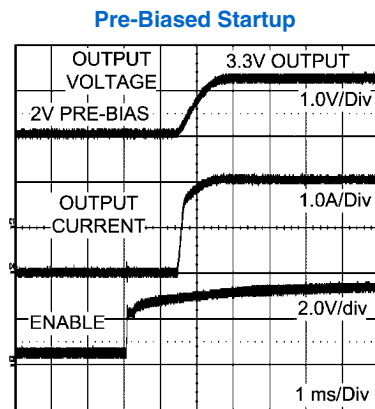 Pre-Biased Startup
OUTPUT
VOLTAGE
3.3V OUTPUT
1.0V/Div
2V PRE-BIAS
OUTPUT
CURRENT
1.0A/Div
ENABLE
2.0V/div
1 ms/Div